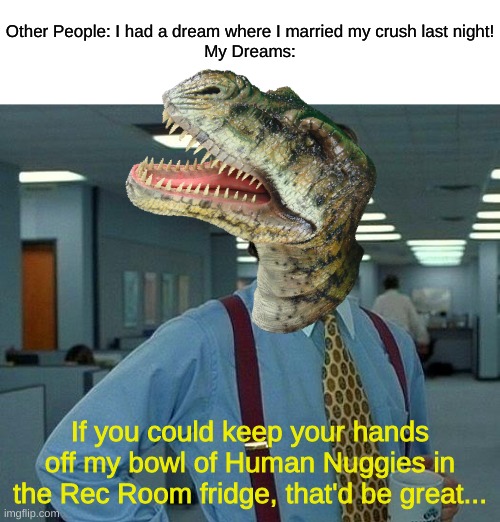 Other People: I had a dream where I married my crush last night!
My Dreams:
If you could keep your hands
off my bowl of Human Nuggies in
the Rec Room fridge, that'd be great...
imgflip.com